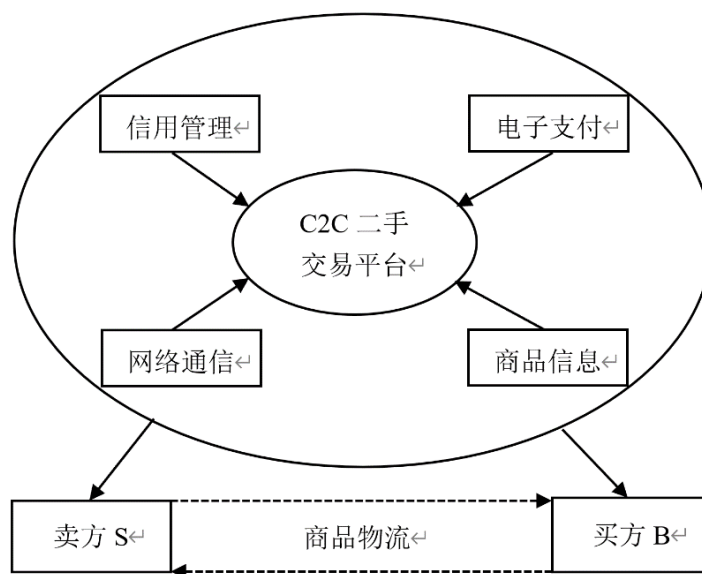 信用管理
电子支付
C2C 二手
交易平台
网络通信
商品信息
卖方 S
商品物流
买方 B